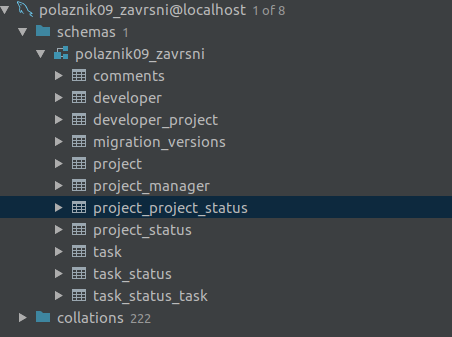 polaznik09_zavrsni@localhost 1 of 8
schemas 1
polaznik09_zavrsni
comments
developer
developer_project
migration_versions
project
project_manager
project_project_status
project_status
task
task_status
task_status_task
collations 222